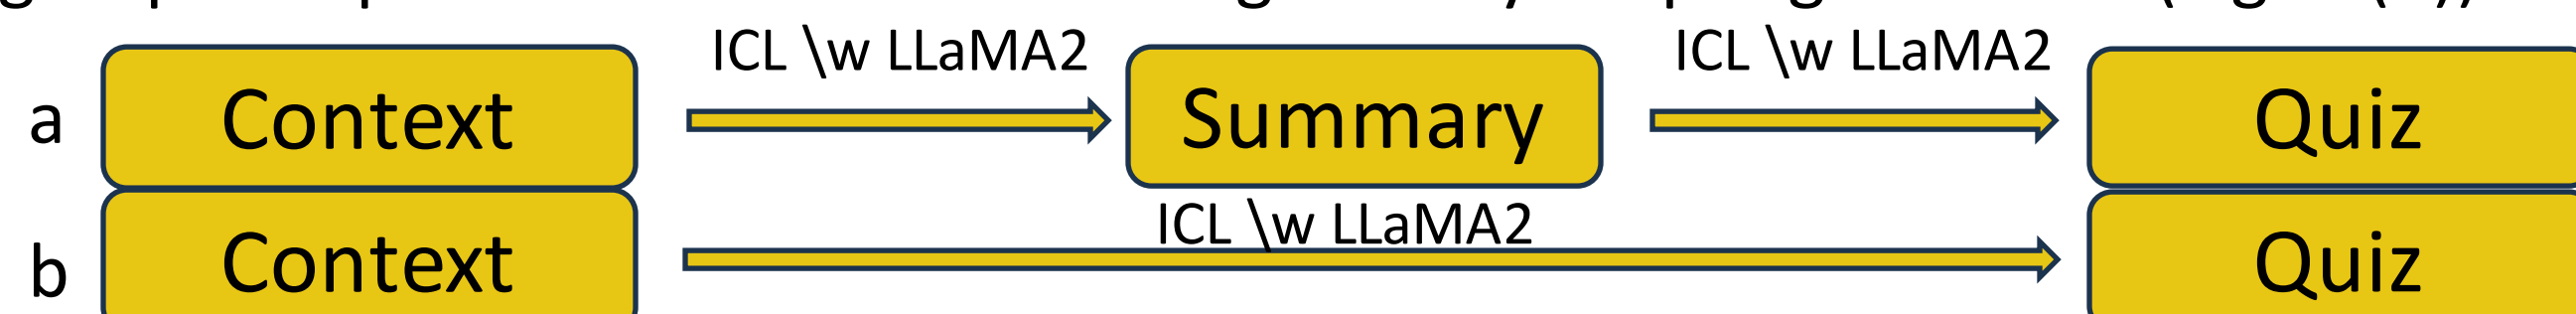 ICL \w LLaMA2 ICL \w LLaMA2
a Context Summary Quiz
ICL \w LLaMA2
b Context Quiz